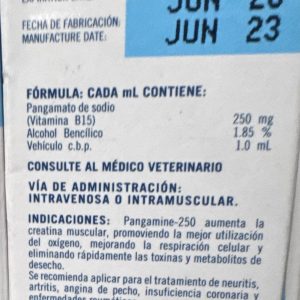 JUN
FECHA DE FABRICACIÓN:
MANUFACTURE DATE:
JUN 23
FÓRMULA: CADA mL CONTIENE:
Pangamato de sodio
(Vitamina B15) 250 mg
Alcohol Bencílico 1.85 %
Vehículo c.b.p. 1.0 mL
CONSULTE AL MÉDICO VETERINARIO
VÍA DE ADMINISTRACIÓN:
INTRAVENOSA O INTRAMUSCULAR.
INDICACIONES: Pangamine-250 aumenta la
creatina muscular, promoviendo la mejor utilización
del oxígeno, mejorando la respiración celular y
eliminando rápidamente las toxinas y metabolitos de
desecho.
Se recomienda aplicar para el tratamiento de neuritis,
artritis, angina de pecho, insuficiencia coronaria y
enfermedades